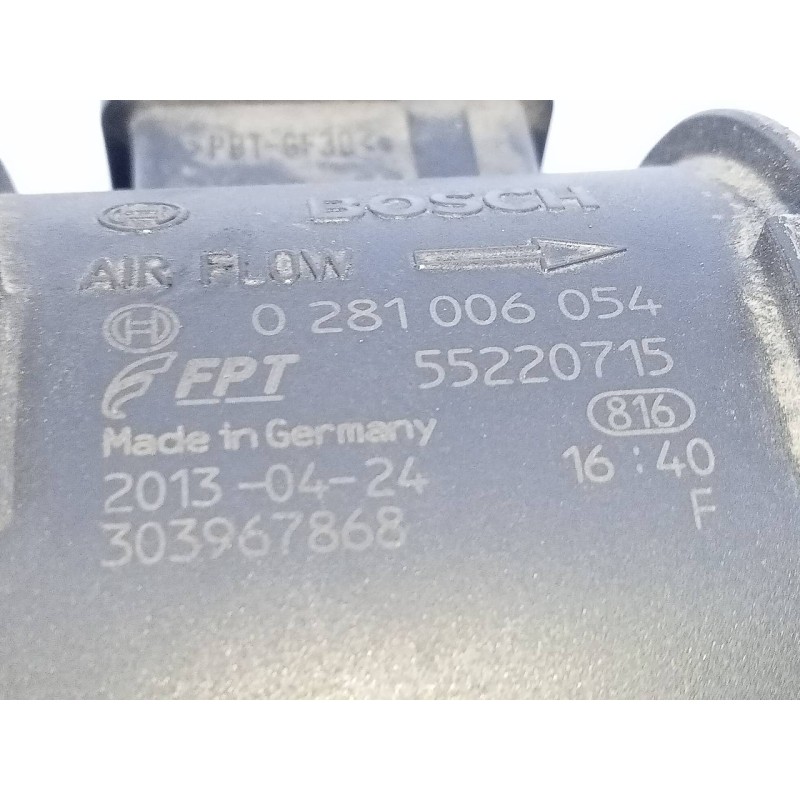 >PBT-GF30<
BOSCH
AIR FLOW
0 281 006 054
FPT 55220715
816
Made in Germany
16:40
2013-04-24
F
303967868